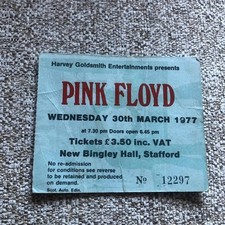 Harvey Goldsmith Entertainments presents
PINK FLOYD
WEDNESDAY 30th MARCH 1977
at 7.30 pm Doors open 6.45 pm
Tickets £3.50 inc. VAT
New Bingley Hall, Stafford
No re-admission
for conditions see reverse
to be retained and produced
on demand.
Nº 12297